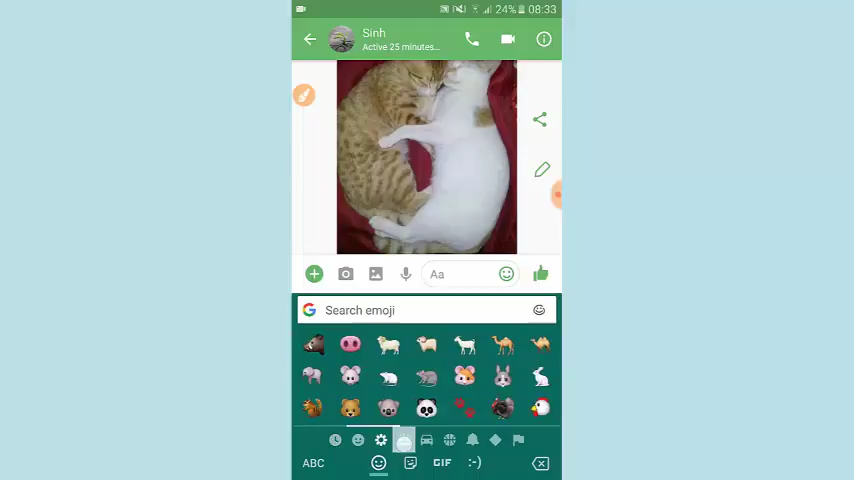 24% 08:33
Sinh
Active 25 minutes...
Aa
Search emoji
ABC
GIF
:-)